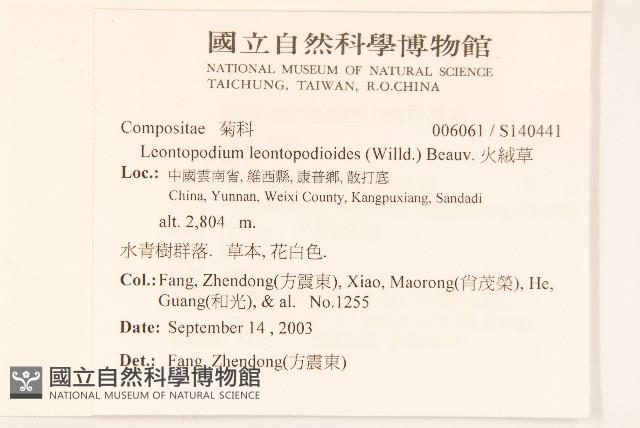 國立自然科學博物館
NATIONAL MUSEUM OF NATURAL SCIENCE
TAICHUNG, TAIWAN, R.O.CHINA
Compositae 菊科 006061 / S140441
Leontopodium leontopodioides (Willd.) Beauv. 火絨草
Loc.: 中國雲南省, 維西縣, 康普鄉, 散打底
China, Yunnan, Weixi County, Kangpuxiang, Sandadi
alt. 2,804 m.
水青樹群落. 草本, 花白色.
Col.: Fang, Zhendong(方震東), Xiao, Maorong(肖茂榮), He,
Guang(和光), & al. No.1255
Date: September 14 , 2003
Det.: Fang, Zhendong(方震東)
國立自然科學博物館
NATIONAL MUSEUM OF NATURAL SCIENCE